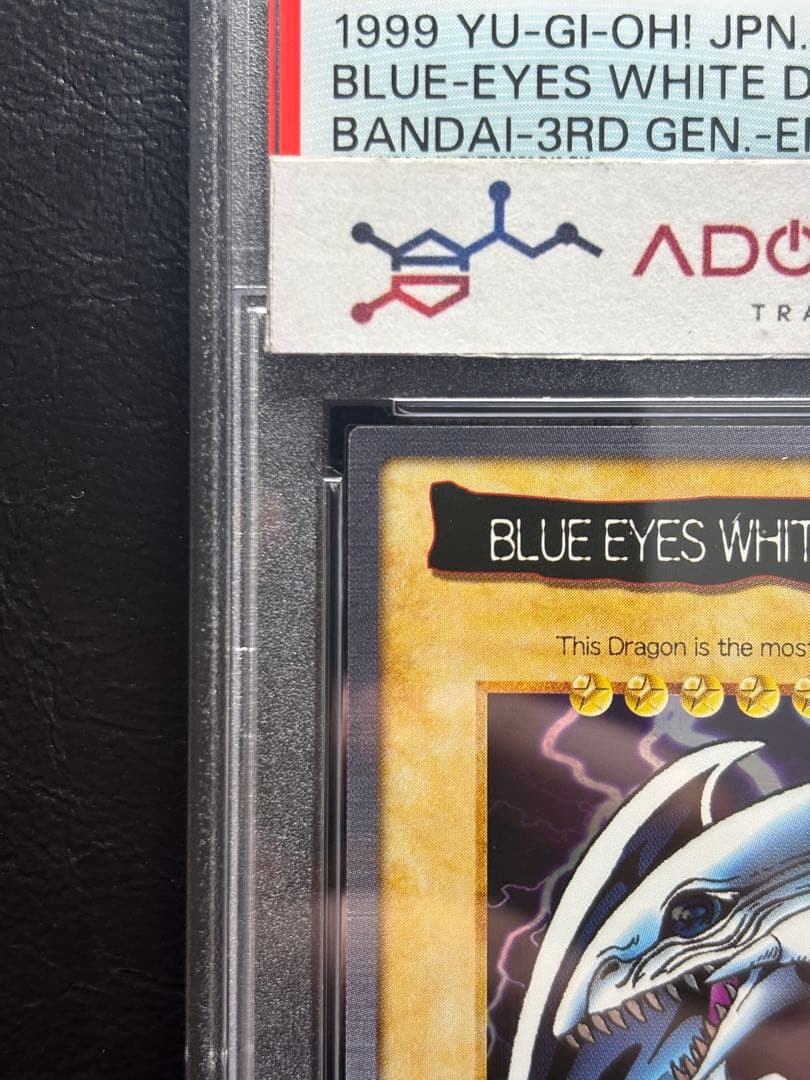 1999 YU-GI-OH! JPN.
BLUE-EYES WHITE D
BANDAI-3RD GEN.-E
ADO
TRA
BLUE EYES WHIT
This Dragon is the most